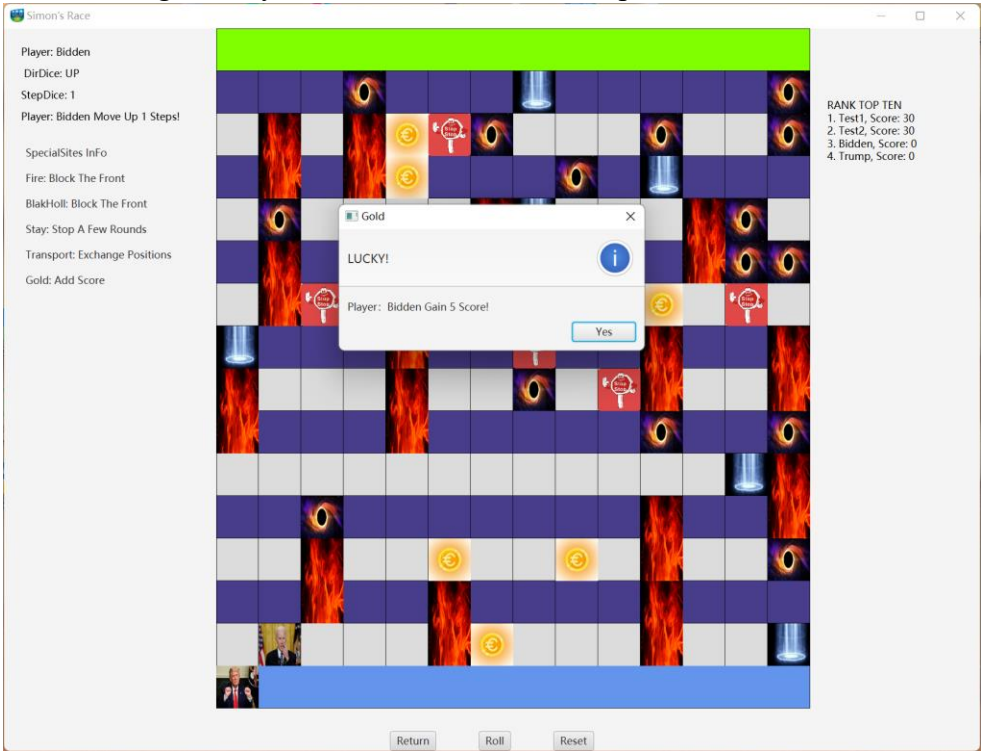 Simon's Race
Player: Bidden
DirDice: UP
StepDice: 1
Player: Bidden Move Up 1 Steps!
SpecialSites InFo
Fire: Block The Front
BlakHoll: Block The Front
Stay: Stop A Few Rounds
Transport: Exchange Positions
Gold: Add Score
Gold
LUCKY!
Player: Bidden Gain 5 Score!
Yes
RANK TOP TEN
1. Test1, Score: 30
2. Test2, Score: 30
3. Bidden, Score: 0
4. Trump, Score: 0
Return
Roll
Reset